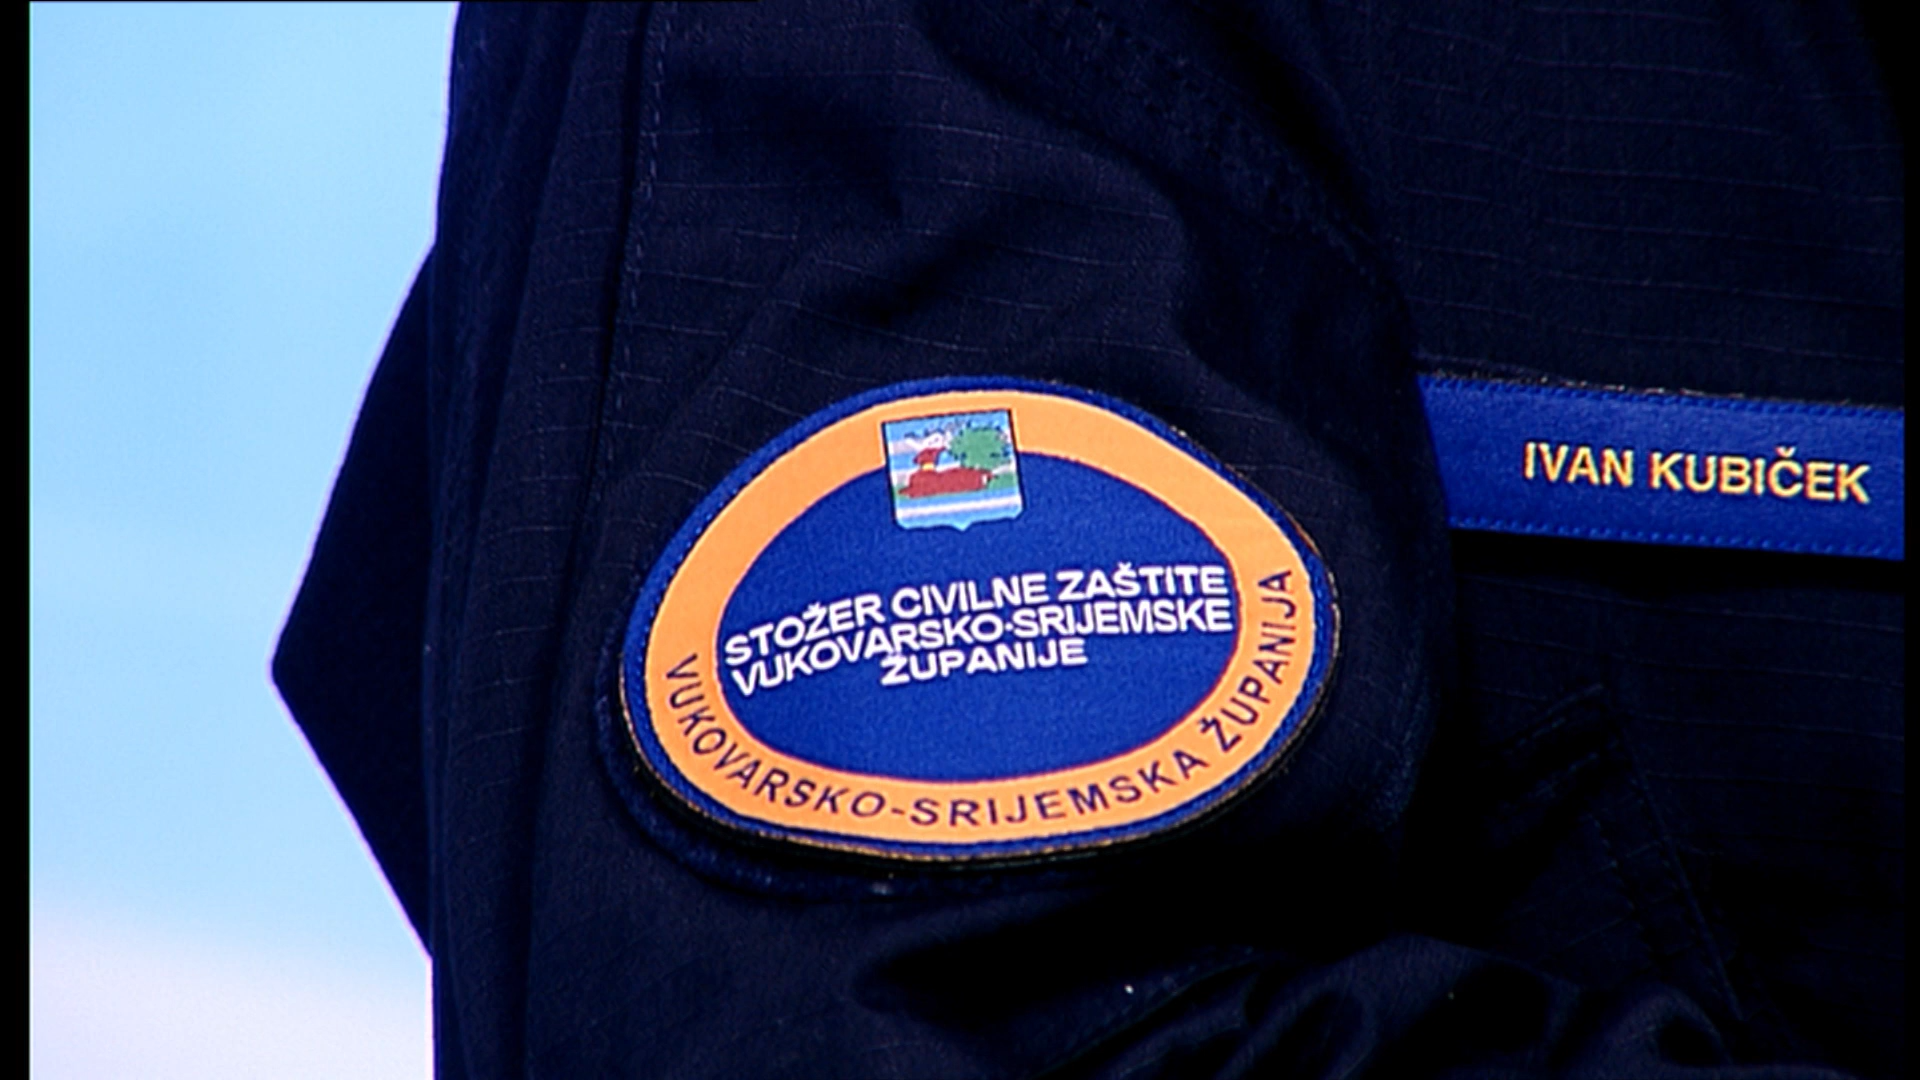 STOŽER CIVILNE ZAŠTITE
VUKOVARSKO-SRIJEMSKE
ŽUPANIJE
VUKOVARSKO-SRIJEMSKA ŽUPANIJA
IVAN KUBIČEK